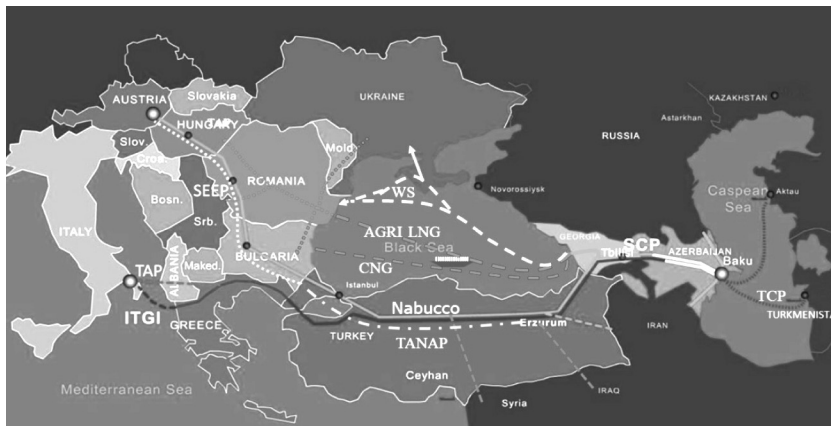 AUSTRIA
Slovakia
UKRAINE
KAZAKHSTAN
Astarkhan
HUNGARY
RUSSIA
Slov.
Mold
Croa.
ROMANIA
SEEP
Bosn.
WS
Novorossiysk
Caspean
Sea
Aktau
Srb.
ITALY
AGRI LNG
Black Sea
GEORGIA
SCP
Tbilisi
AZERBAIJAN
BULGARIA
ALBANIA
Maked.
CNG
Baku
TAP
Istanbul
TCP
ITGI
Nabucco
TURKMENISTA
GREECE
TURKEY
TANAP
Erzurum
IRAN
Ceyhan
IRAQ
Mediterranean Sea
Syria